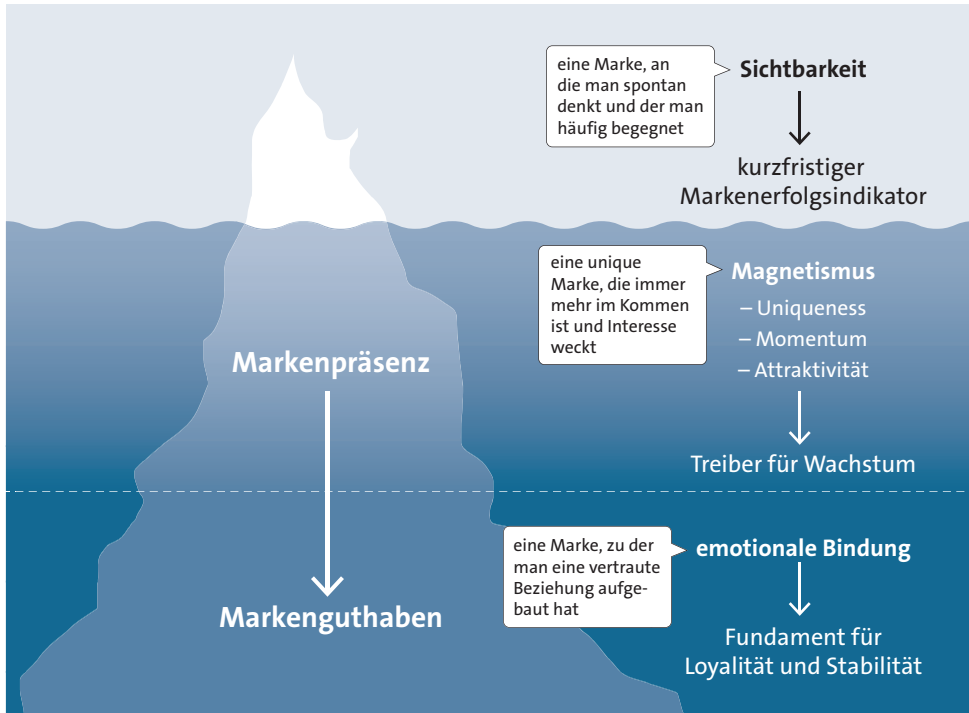 eine Marke, an
die man spontan
denkt und der man
häufig begegnet
Sichtbarkeit
kurzfristiger
Markenerfolgsindikator
eine unique
Marke, die immer
mehr im Kommen
ist und Interesse
weckt
Magnetismus
– Uniqueness
– Momentum
– Attraktivität
Treiber für Wachstum
Markenpräsenz
Markenguthaben
eine Marke, zu der
man eine vertraute
Beziehung aufge-
baut hat
emotionale Bindung
Fundament für
Loyalität und Stabilität